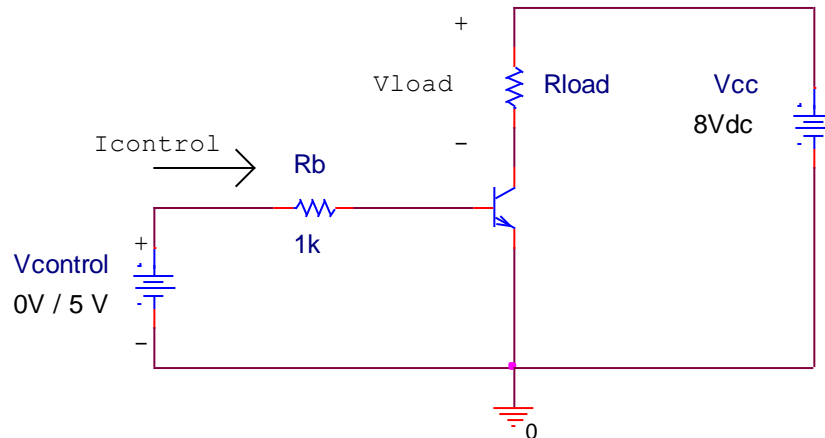 +
Vload
Rload
Vcc
8Vdc
−
Icontrol
Rb
1k
+
Vcontrol
0V / 5 V
−
0